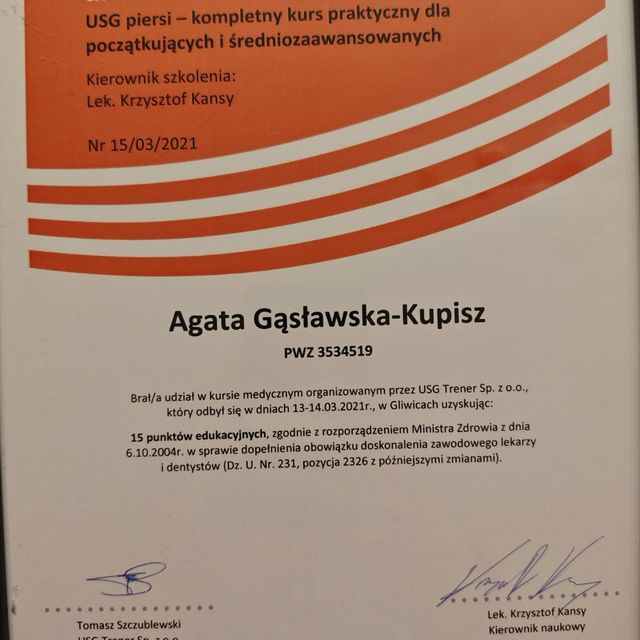 USG piersi – kompletny kurs praktyczny dla
początkujących i średniozaawansowanych
Kierownik szkolenia:
Lek. Krzysztof Kansy
Nr 15/03/2021
Agata Gąsławska-Kupisz
PWZ 3534519
Brał/a udział w kursie medycznym organizowanym przez USG Trener Sp. z o.o.,
który odbył się w dniach 13-14.03.2021r., w Gliwicach uzyskując:
15 punktów edukacyjnych, zgodnie z rozporządzeniem Ministra Zdrowia z dnia
6.10.2004r. w sprawie dopełnienia obowiązku doskonalenia zawodowego lekarzy
i dentystów (Dz. U. Nr. 231, pozycja 2326 z późniejszymi zmianami).
Tomasz Szczublewski
USG Trener Sp. z o.o.
Lek. Krzysztof Kansy
Kierownik naukowy